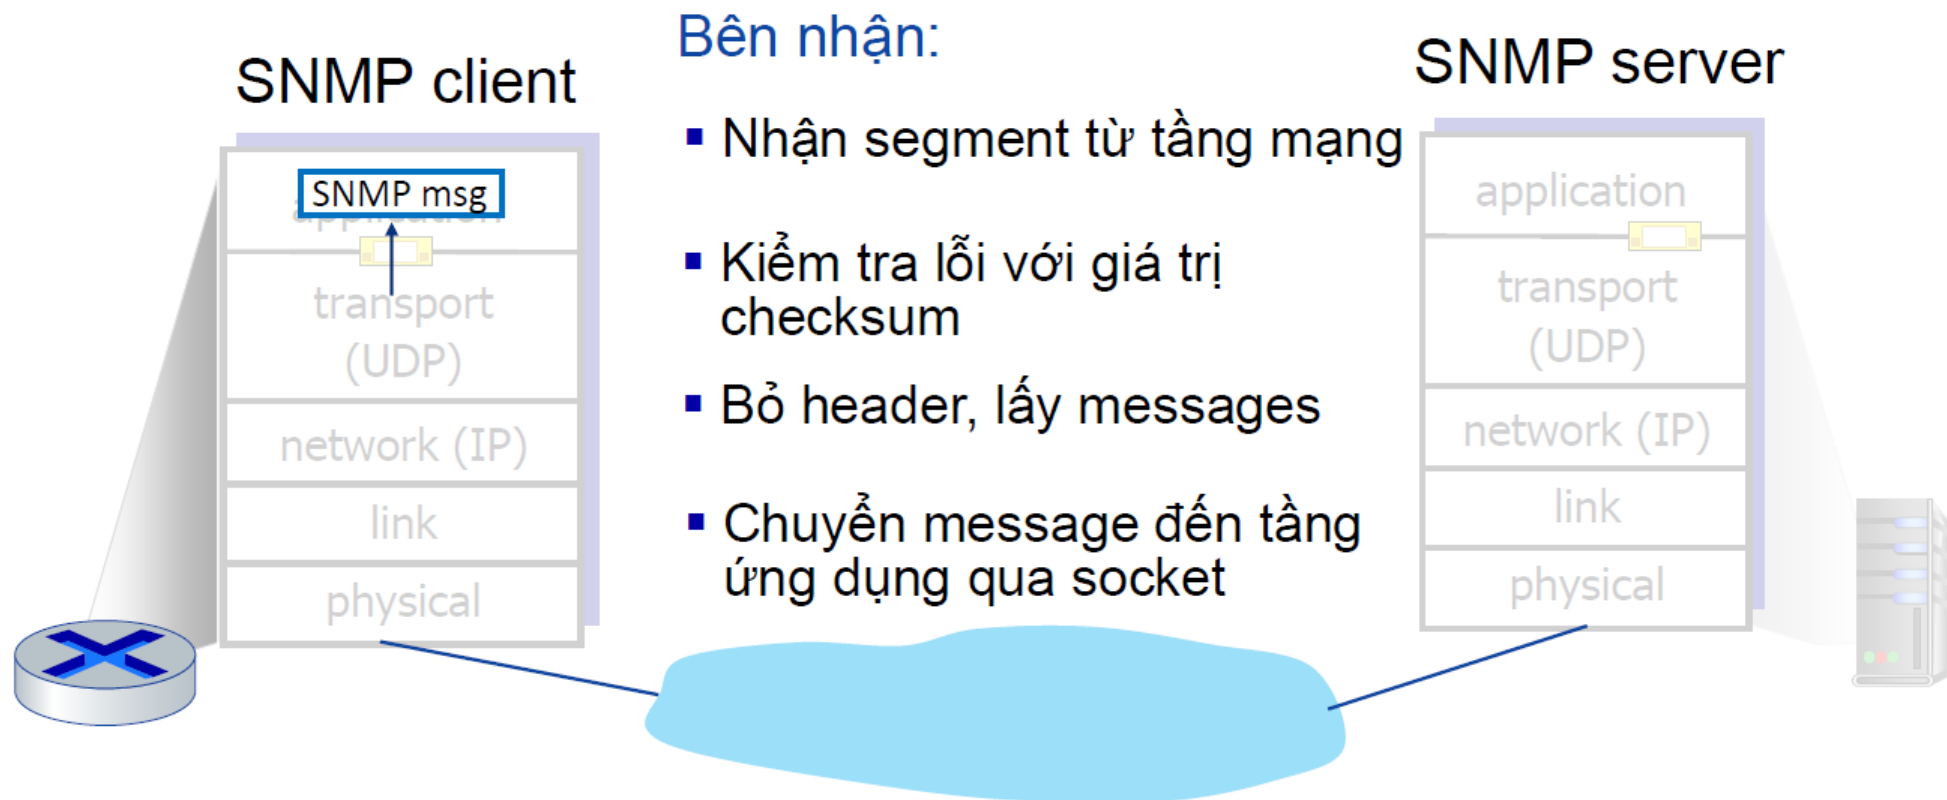 SNMP client
SNMP msg
application
transport
(UDP)
network (IP)
link
physical
Bên nhận:
▪ Nhận segment từ tầng mạng
▪ Kiểm tra lỗi với giá trị
checksum
▪ Bỏ header, lấy messages
▪ Chuyển message đến tầng
ứng dụng qua socket
SNMP server
application
transport
(UDP)
network (IP)
link
physical